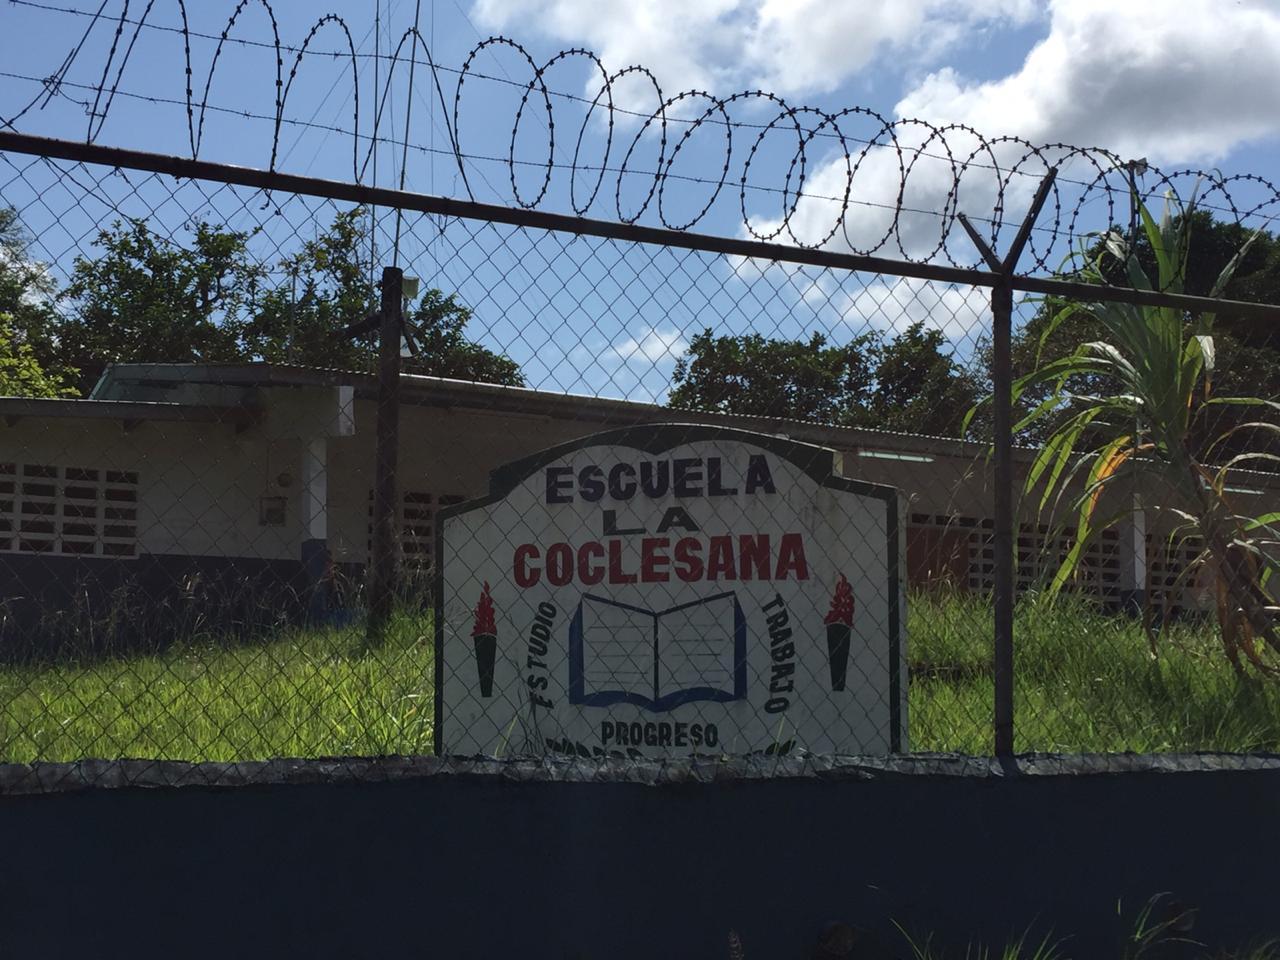 ESCUELA
LA
COCLESANA
ESTUDIO
TRABAJO
PROGRESO